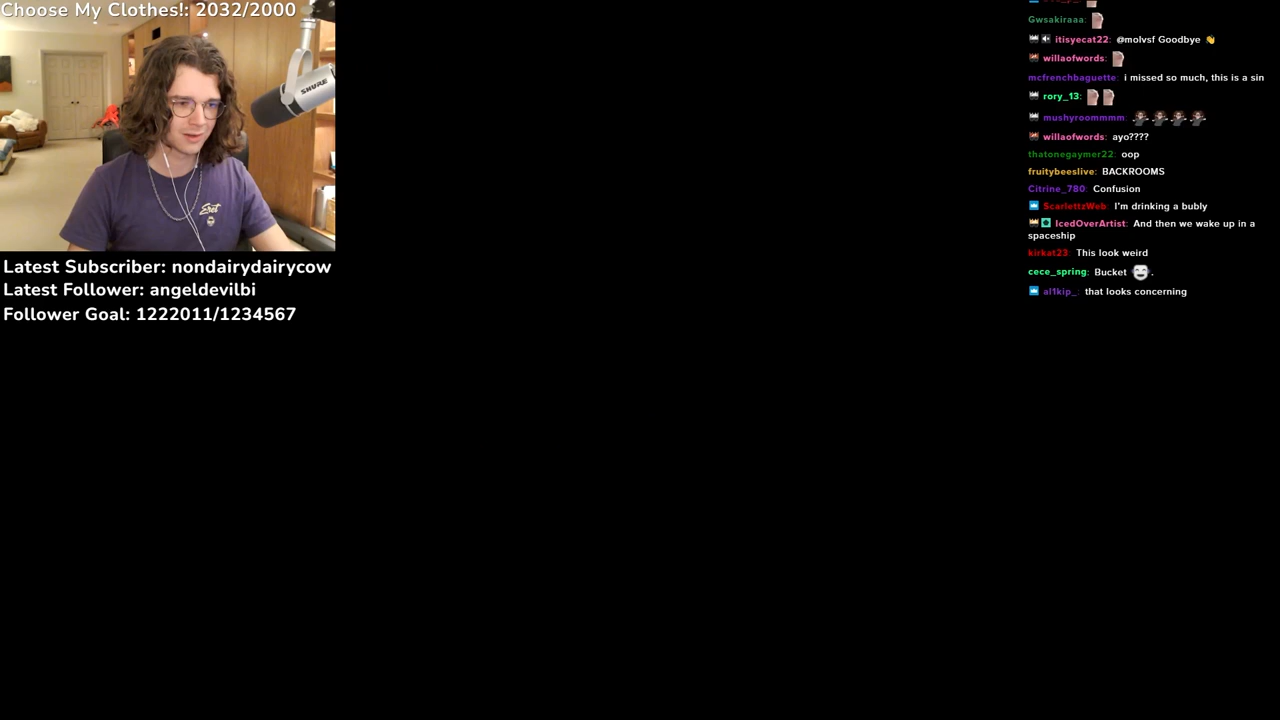 Choose My Clothes!: 2032/2000
SHURE
Eret
Latest Subscriber: nondairydairycow
Latest Follower: angeldevilbi
Follower Goal: 1222011/1234567
Gwsakiraaa:
itisyecat22: @molvsf Goodbye 👋
willaofwords:
mcfrenchbaguette: i missed so much, this is a sin
rory_13:
mushyroommmm:
willaofwords: ayo????
thatonegaymer22: oop
fruitybeeslive: BACKROOMS
Citrine_780: Confusion
ScarlettzWeb: I'm drinking a bubly
IcedOverArtist: And then we wake up in a
spaceship
kirkat23: This look weird
cece_spring: Bucket .
al1kip_: that looks concerning